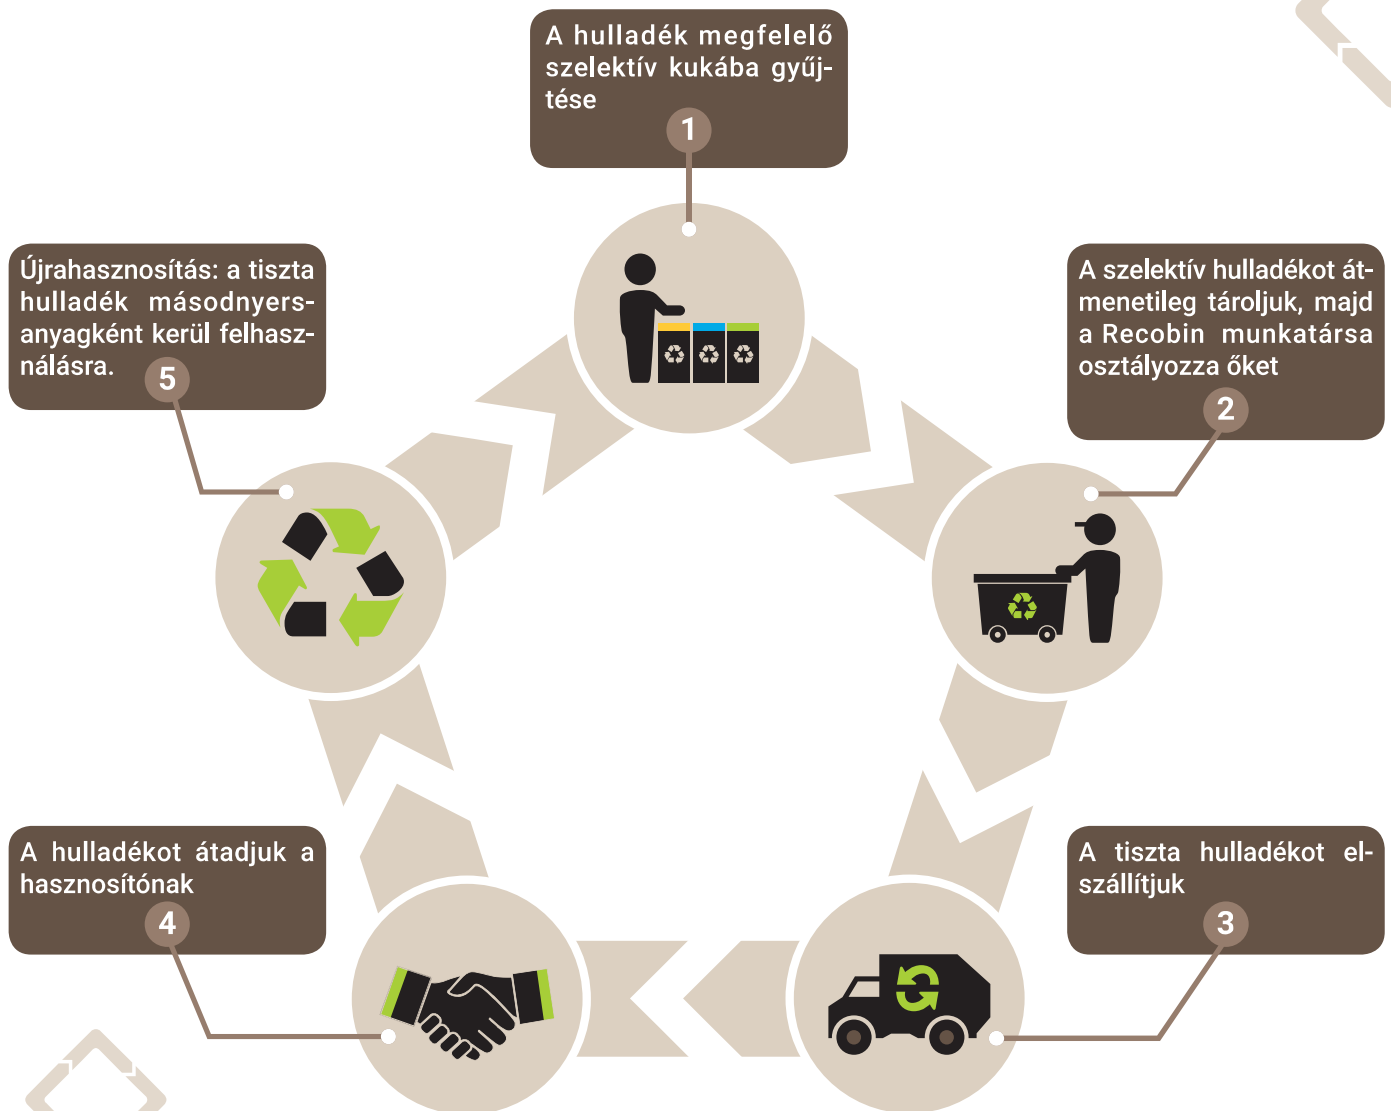 A hulladék megfelelő
szelektív kukába gyűj-
tése
1
A szelektív hulladékot át-
menetileg tároljuk, majd
a Recobin munkatársa
osztályozza őket
2
A tiszta hulladékot el-
szállítjuk
3
A hulladékot átadjuk a
hasznosítónak
4
Újrahasznosítás: a tiszta
hulladék másodnyers-
anyagként kerül felhasz-
nálásra.
5